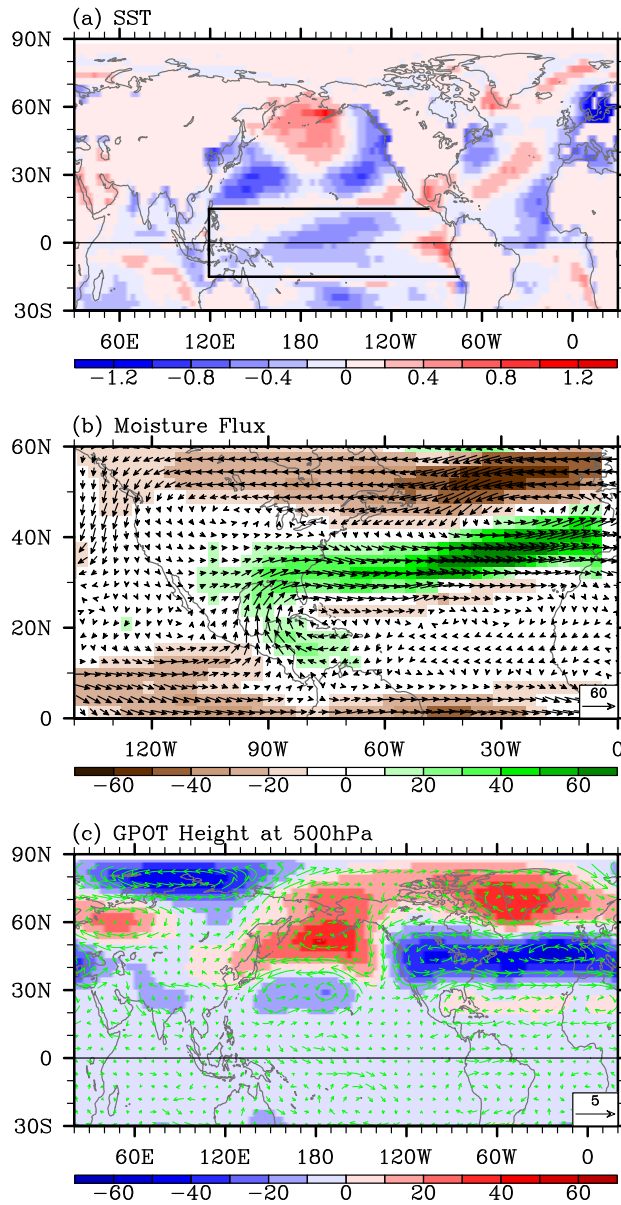 (a) SST
90N
60N
30N
0
30S
60E 120E 180 120W 60W 0
−1.2 −0.8 −0.4 0 0.4 0.8 1.2
(b) Moisture Flux
60N
40N
20N
0
60
120W 90W 60W 30W 0
−60 −40 −20 0 20 40 60
(c) GPOT Height at 500hPa
90N
60N
30N
0
30S
5
60E 120E 180 120W 60W 0
−60 −40 −20 0 20 40 60